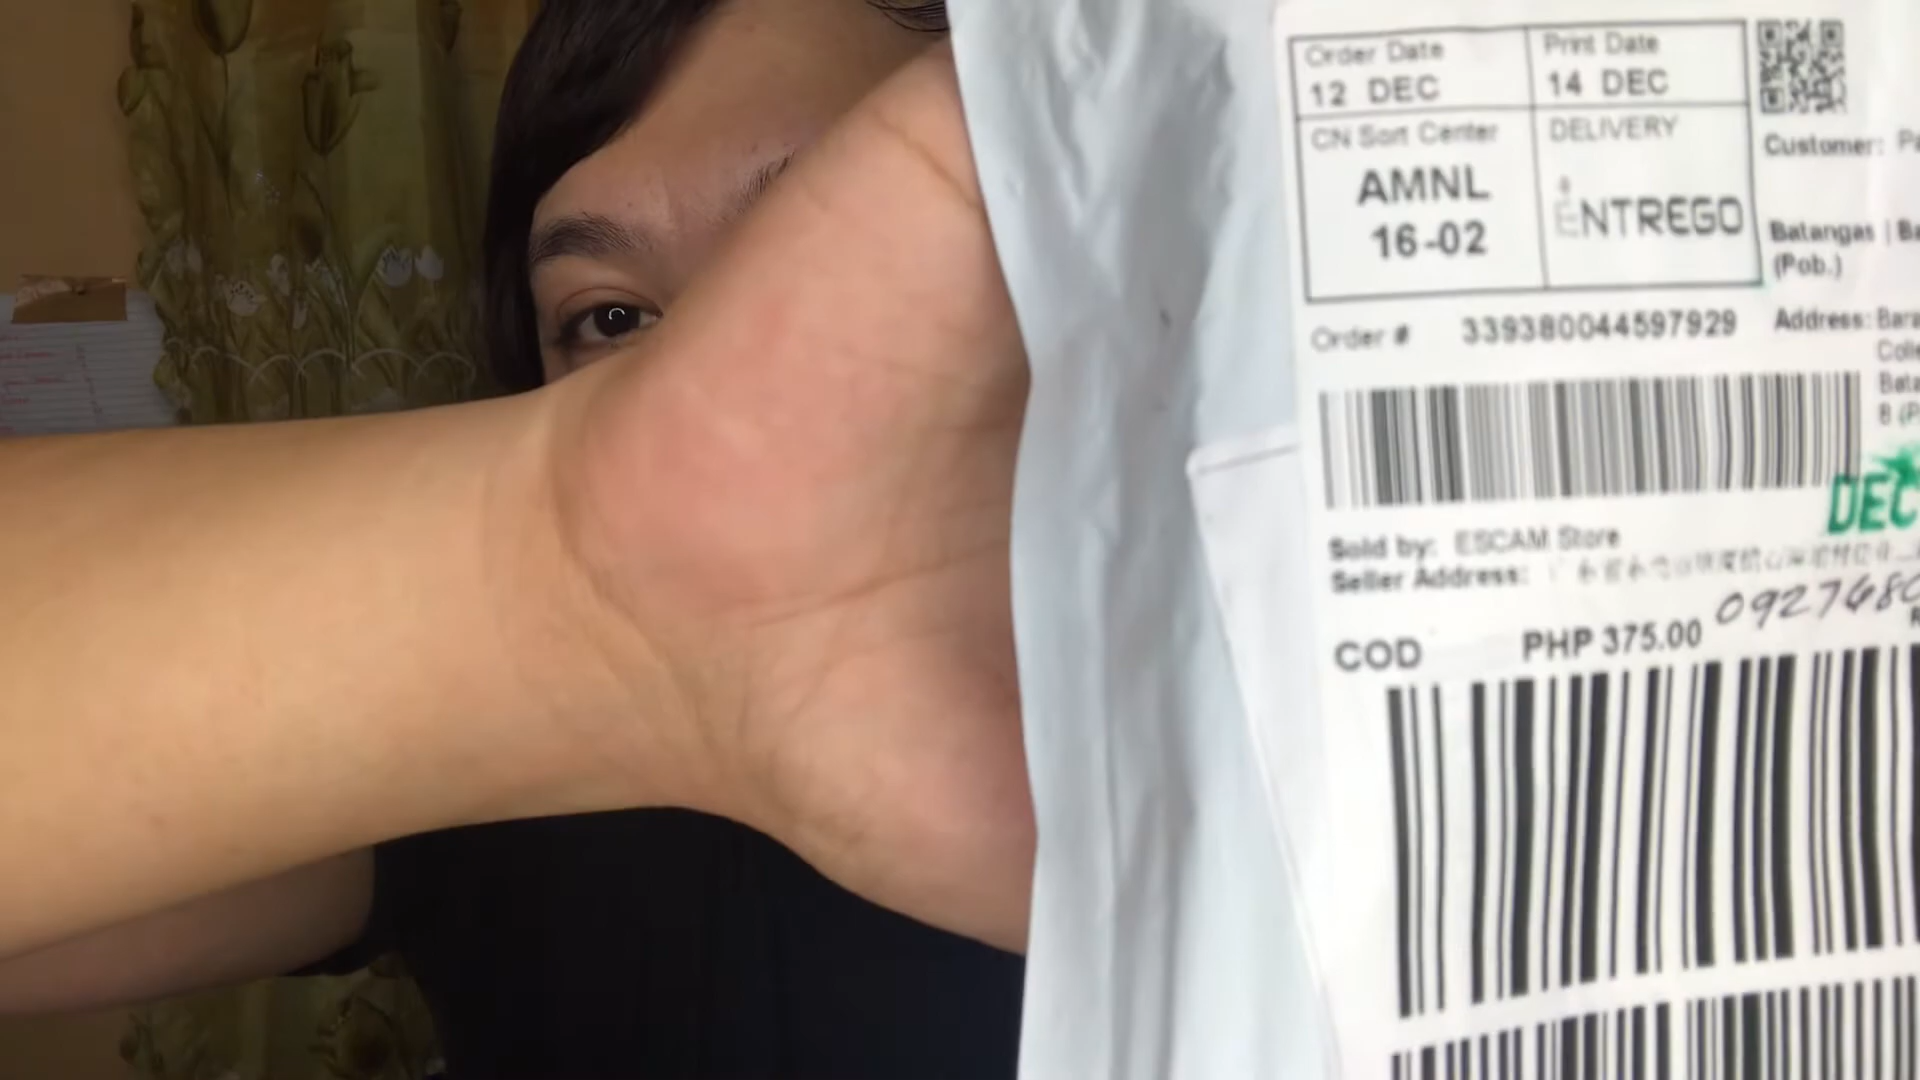 Order Date
12 DEC
Print Date
14 DEC
CN Sort Center
AMNL
16-02
DELIVERY
ENTREGO
Customer:
Batangas |
(Pob.)
Order # 339380044597929
Address:
DEC
Sold by: ESCAM Store
Seller Address:
COD PHP 375.00